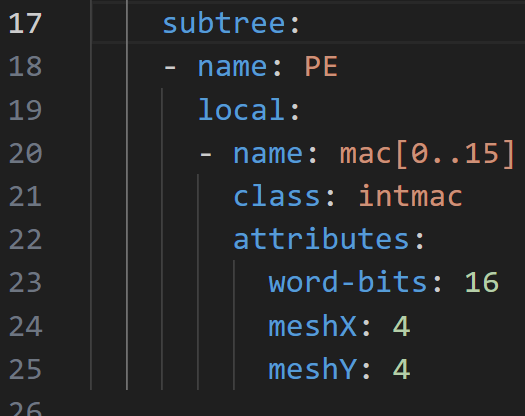 17 subtree:
18 - name: PE
19 local:
20 - name: mac[0..15]
21 class: intmac
22 attributes:
23 word-bits: 16
24 meshX: 4
25 meshY: 4
26